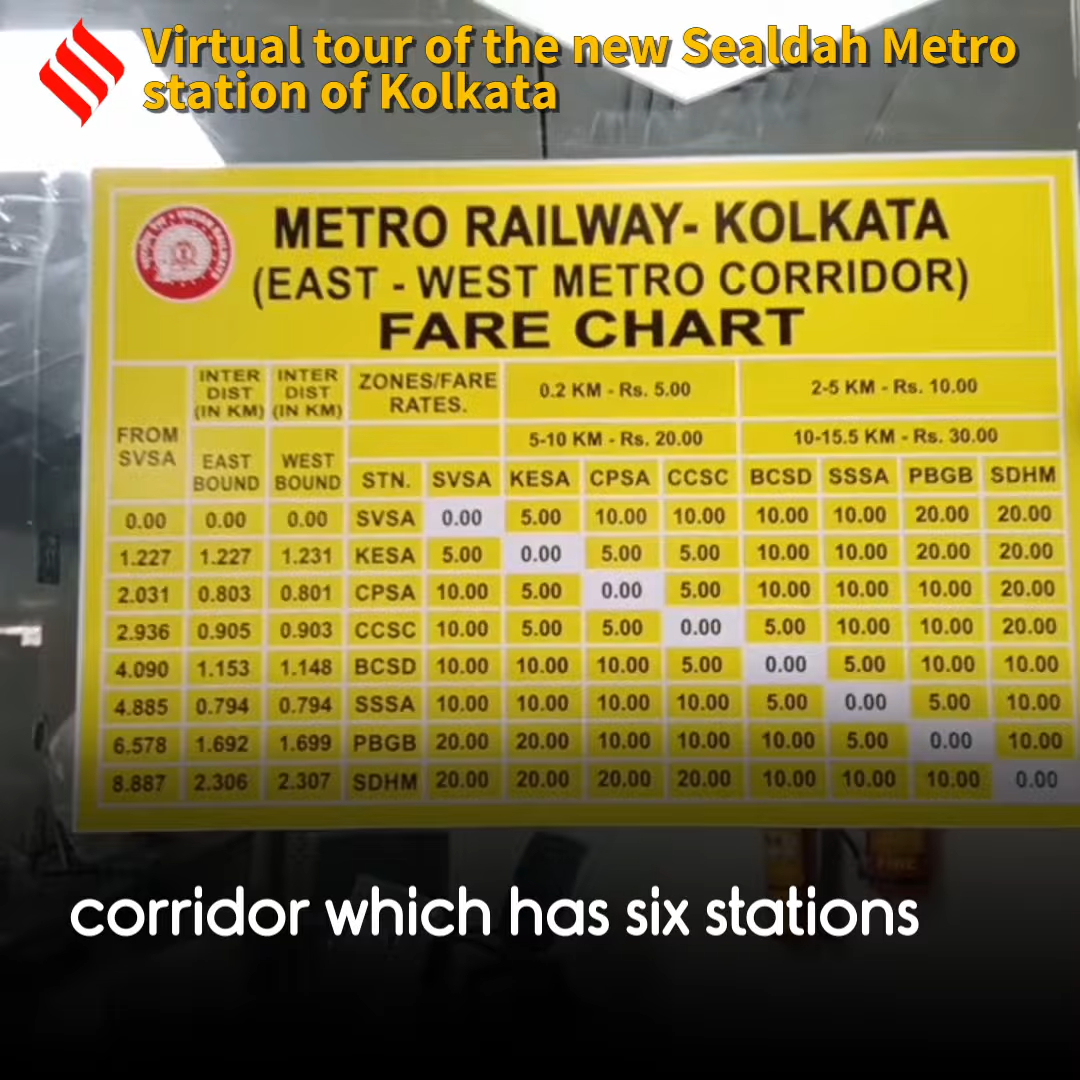 Virtual tour of the new Sealdah Metro
station of Kolkata
METRO RAILWAY- KOLKATA
(EAST - WEST METRO CORRIDOR)
FARE CHART
FROM SVSA
INTER DIST (IN KM)
INTER DIST (IN KM)
ZONES/FARE RATES.
0.2 KM - Rs. 5.00
2-5 KM - Rs. 10.00
5-10 KM - Rs. 20.00
10-15.5 KM - Rs. 30.00
EAST BOUND WEST BOUND STN. SVSA KESA CPSA CCSC BCSD SSSA PBGB SDHM
0.00 0.00 0.00 SVSA 0.00 5.00 10.00 10.00 10.00 10.00 20.00 20.00
1.227 1.227 1.231 KESA 5.00 0.00 5.00 5.00 10.00 10.00 20.00 20.00
2.031 0.803 0.801 CPSA 10.00 5.00 0.00 5.00 10.00 10.00 10.00 20.00
2.936 0.905 0.903 CCSC 10.00 5.00 5.00 0.00 5.00 10.00 10.00 20.00
4.090 1.153 1.148 BCSD 10.00 10.00 10.00 5.00 0.00 5.00 10.00 10.00
4.885 0.794 0.794 SSSA 10.00 10.00 10.00 10.00 5.00 0.00 5.00 10.00
6.578 1.692 1.699 PBGB 20.00 20.00 10.00 10.00 10.00 5.00 0.00 10.00
8.887 2.306 2.307 SDHM 20.00 20.00 20.00 20.00 10.00 10.00 10.00 0.00
corridor which has six stations